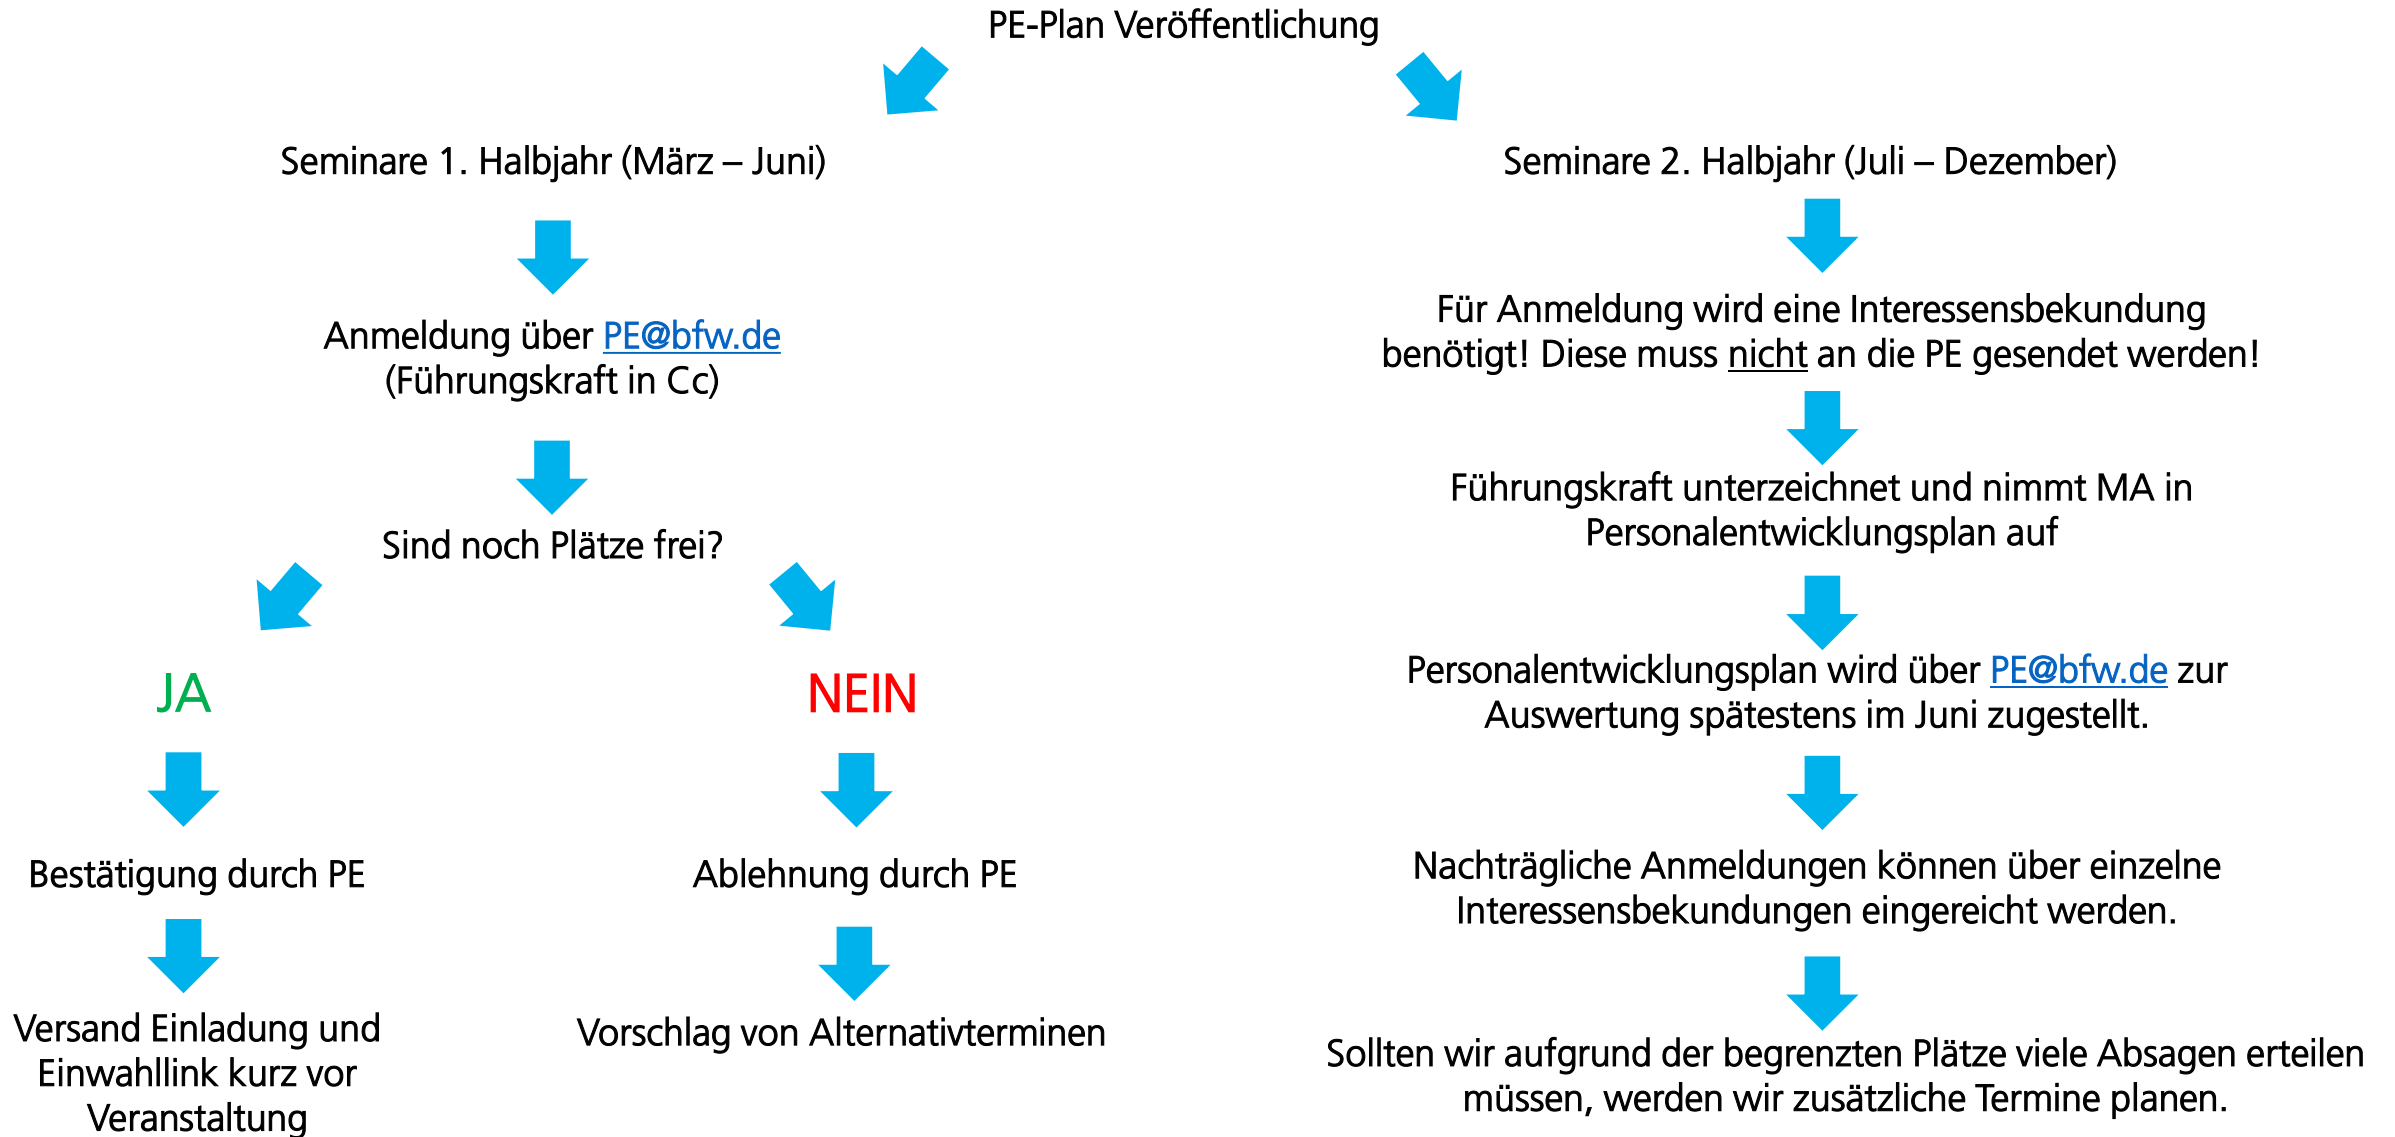 PE-Plan Veröffentlichung
Seminare 1. Halbjahr (März – Juni)
Anmeldung über PE@bfw.de
(Führungskraft in Cc)
Sind noch Plätze frei?
JA
NEIN
Bestätigung durch PE
Ablehnung durch PE
Versand Einladung und
Einwahllink kurz vor
Veranstaltung
Vorschlag von Alternativterminen
Seminare 2. Halbjahr (Juli – Dezember)
Für Anmeldung wird eine Interessensbekundung
benötigt! Diese muss nicht an die PE gesendet werden!
Führungskraft unterzeichnet und nimmt MA in
Personalentwicklungsplan auf
Personalentwicklungsplan wird über PE@bfw.de zur
Auswertung spätestens im Juni zugestellt.
Nachträgliche Anmeldungen können über einzelne
Interessensbekundungen eingereicht werden.
Sollten wir aufgrund der begrenzten Plätze viele Absagen erteilen
müssen, werden wir zusätzliche Termine planen.